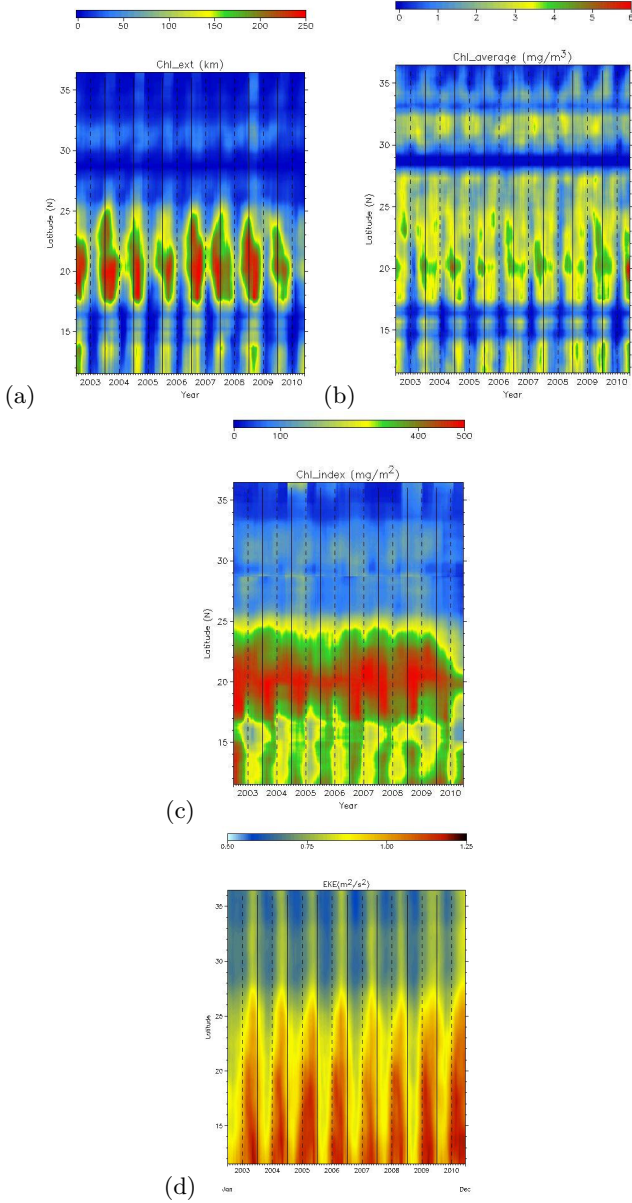 0 50 100 150 200 250
Chl_ext (km)
35
30
25
20
15
Latitude (N)
2003 2004 2005 2006 2007 2008 2009 2010
Year
(a)
0 1 2 3 4 5 6
Chl_average (mg/m³)
35
30
25
20
15
Latitude (N)
2003 2004 2005 2006 2007 2008 2009 2010
Year
(b)
0 100 400 500
Chl_index (mg/m²)
35
30
25
20
15
Latitude (N)
2003 2004 2005 2006 2007 2008 2009 2010
Year
(c)
0.50 0.75 1.00 1.25
EKE(m²/s²)
35
30
25
20
15
Latitude
2003 2004 2005 2006 2007 2008 2009 2010
Jan Dec
(d)